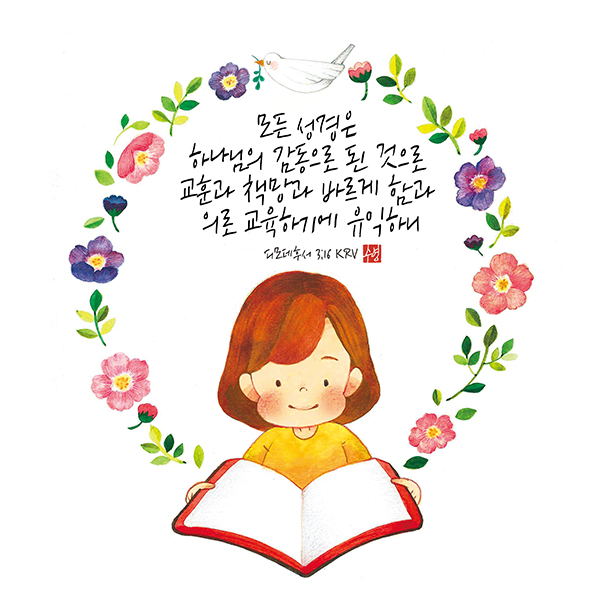 모든 성경은
하나님의 감동으로 된 것으로
교훈과 책망과 바르게 함과
의로 교육하기에 유익하니
디모데후서 3:16 KRV